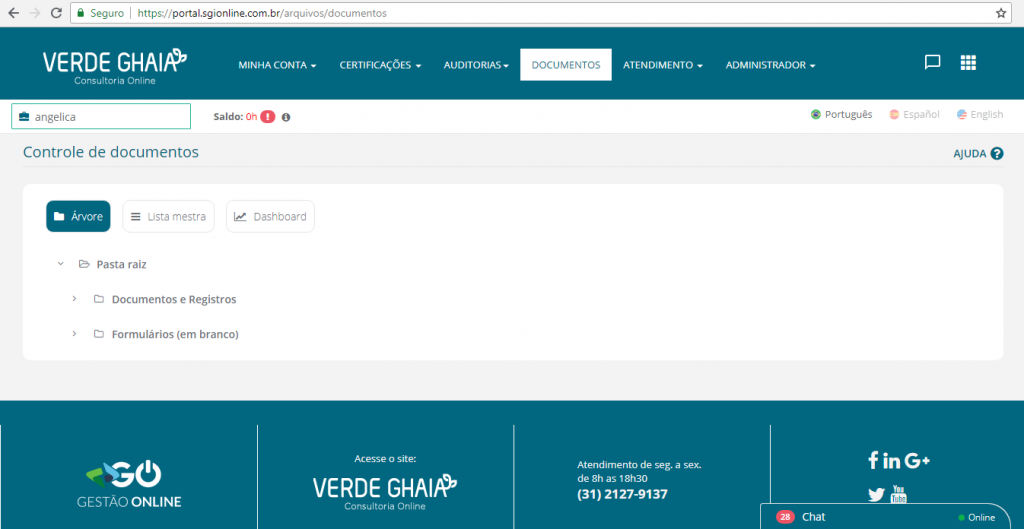 Seguro | https://portal.sgionline.com.br/arquivos/documentos
VERDE GHAIA
Consultoria Online
MINHA CONTA CERTIFICAÇÕES AUDITORIAS DOCUMENTOS ATENDIMENTO ADMINISTRADOR
angelica
Saldo: 0h
Português Español English
Controle de documentos
AJUDA ?
Árvore Lista mestra Dashboard
Pasta raiz
Documentos e Registros
Formulários (em branco)
GO
GESTÃO ONLINE
Acesse o site:
VERDE GHAIA
Consultoria Online
Atendimento de seg. a sex.
de 8h as 18h30
(31) 2127-9137
f in G+
You
Tube
28 Chat Online